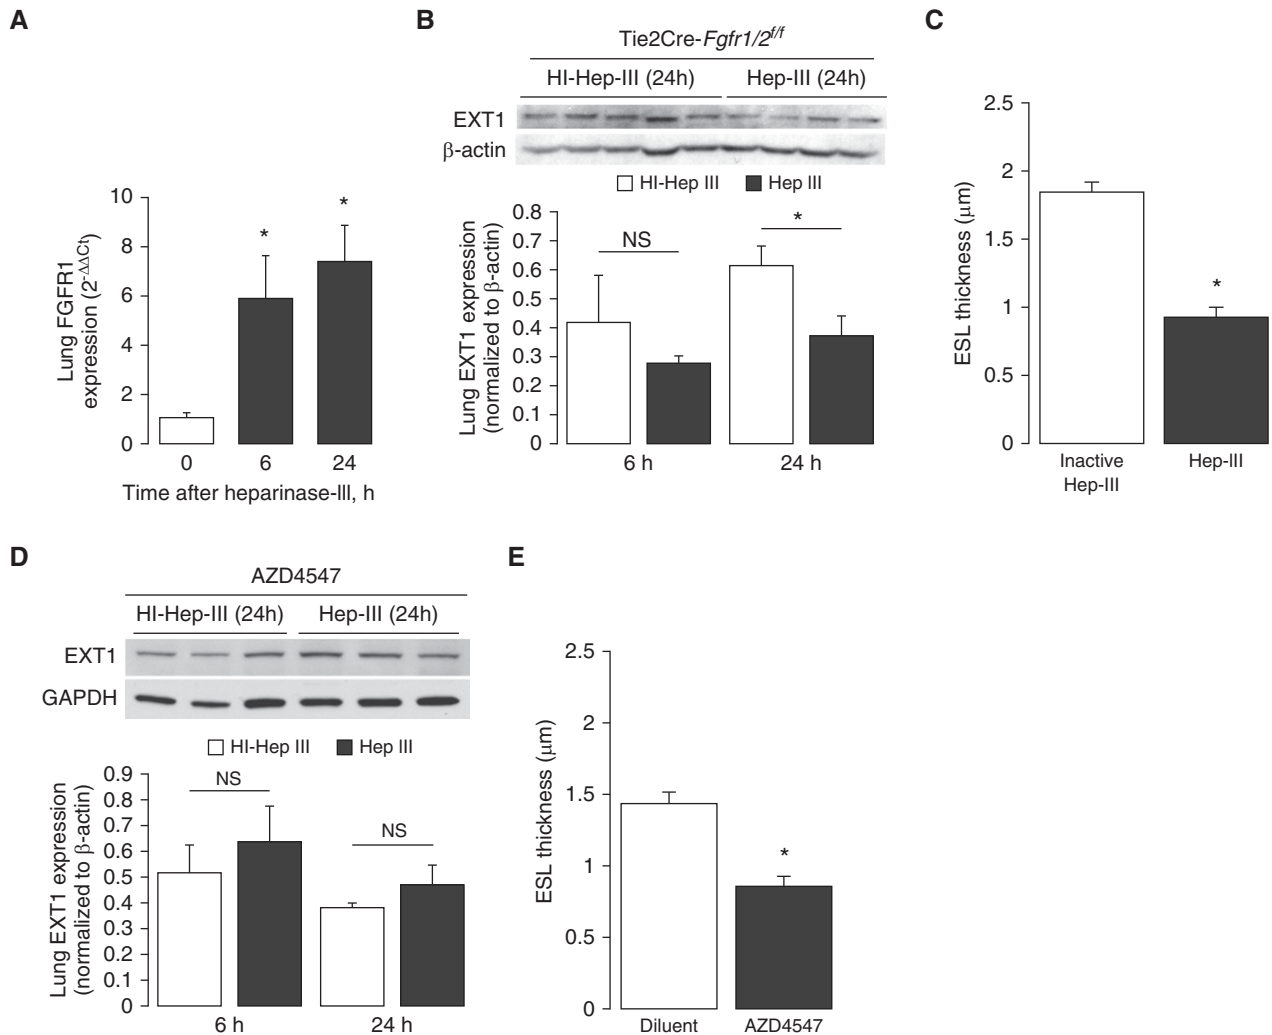 A
Lung FGFR1
expression (2^-ΔΔCt)
10
8
6
4
2
0
*
*
0
6
24
Time after heparinase-III, h
B
Tie2Cre-Fgfr1/2^f/f
HI-Hep-III (24h)
Hep-III (24h)
EXT1
β-actin
HI-Hep III
Hep III
Lung EXT1 expression
(normalized to β-actin)
0.8
0.7
0.6
0.5
0.4
0.3
0.2
0.1
0
NS
*
6 h
24 h
C
ESL thickness (μm)
2.5
2
1.5
1
0.5
0
*
Inactive
Hep-III
Hep-III
D
AZD4547
HI-Hep-III (24h)
Hep-III (24h)
EXT1
GAPDH
HI-Hep III
Hep III
Lung EXT1 expression
(normalized to β-actin)
0.9
0.8
0.7
0.6
0.5
0.4
0.3
0.2
0.1
0
NS
NS
6 h
24 h
E
ESL thickness (μm)
2.5
2
1.5
1
0.5
0
*
Diluent
AZD4547